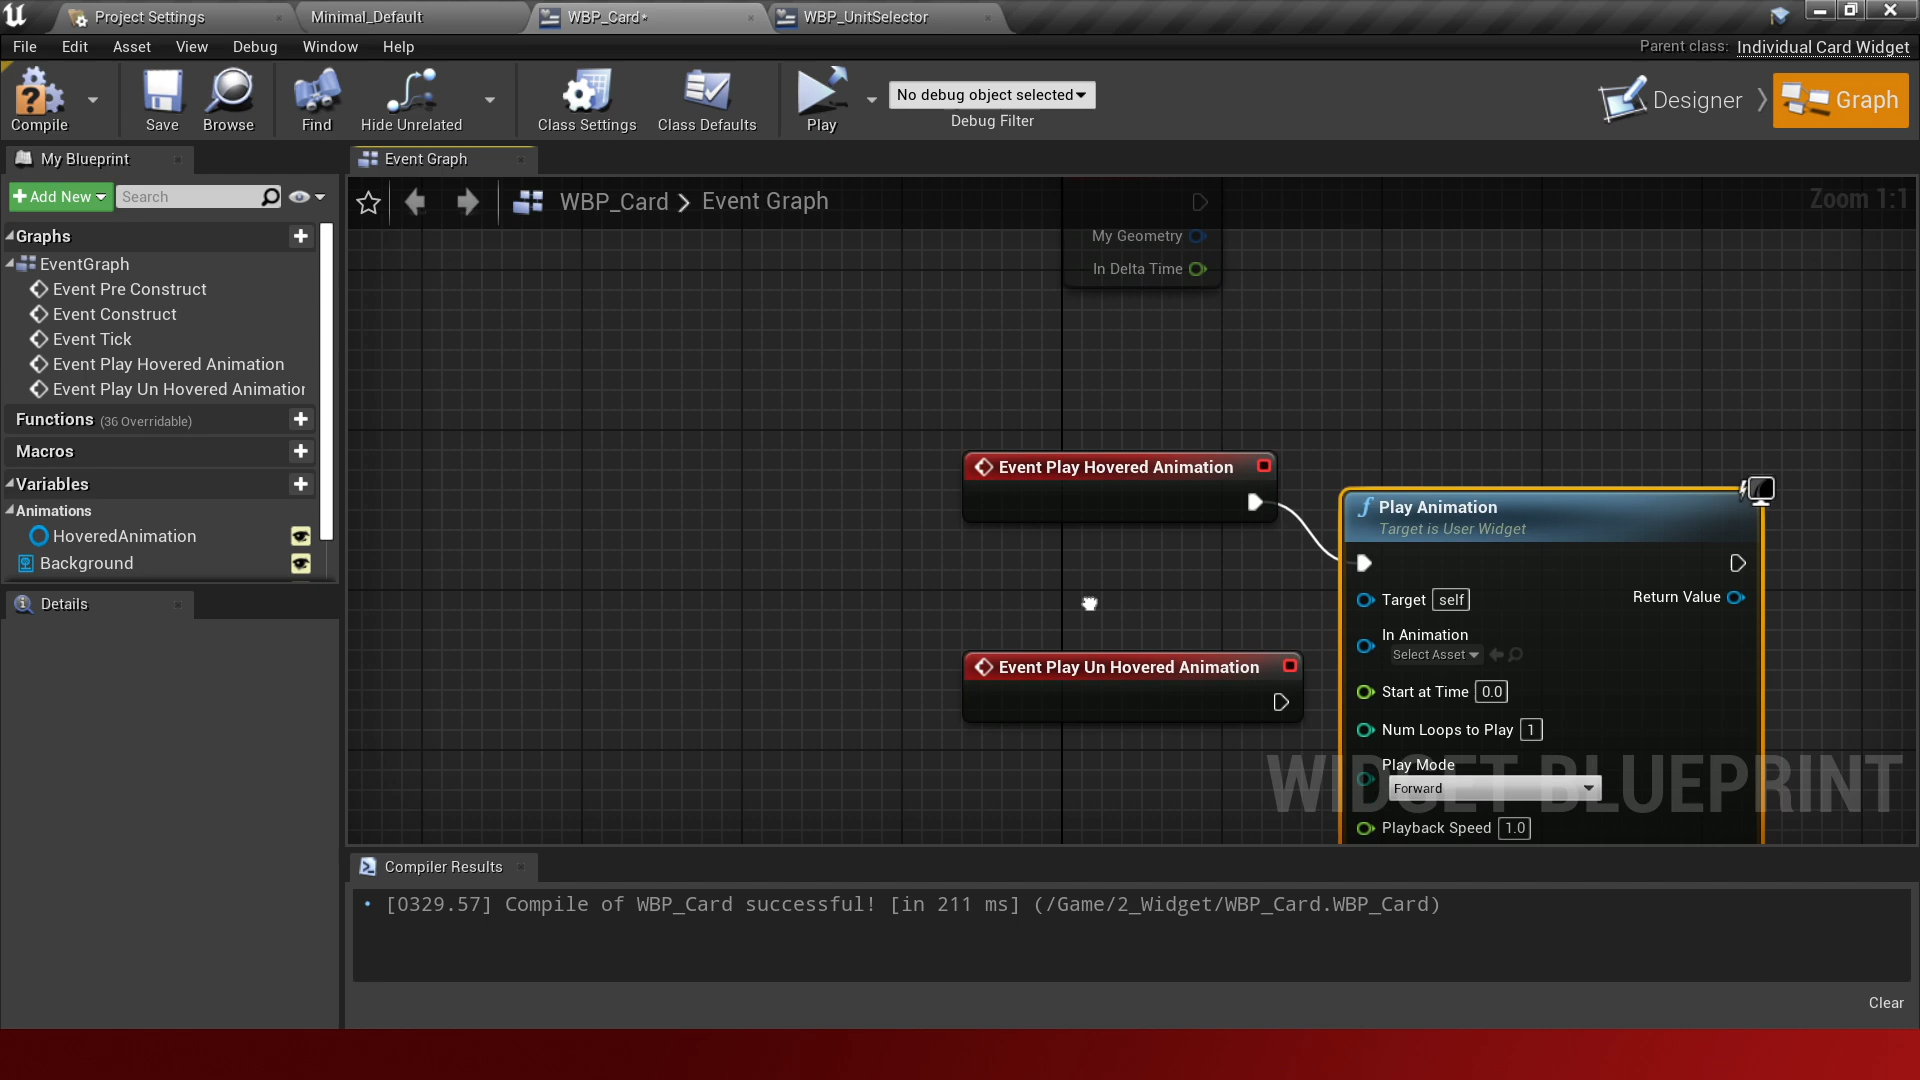 Project Settings
Minimal_Default
WBP_Card*
WBP_UnitSelector
File Edit Asset View Debug Window Help
Parent class: Individual Card Widget
Compile
Save
Browse
Find
Hide Unrelated
Class Settings
Class Defaults
Play
No debug object selected
Debug Filter
Designer
Graph
My Blueprint
Event Graph
Add New
Search
WBP_Card > Event Graph
Zoom 1:1
Graphs
EventGraph
Event Pre Construct
Event Construct
Event Tick
Event Play Hovered Animation
Event Play Un Hovered Animation
Functions (36 Overridable)
Macros
Variables
Animations
HoveredAnimation
Background
Details
My Geometry
In Delta Time
Event Play Hovered Animation
Event Play Un Hovered Animation
Play Animation
Target is User Widget
Target self
Return Value
In Animation
Select Asset
Start at Time 0.0
Num Loops to Play 1
Play Mode
Forward
Playback Speed 1.0
WIDGET BLUEPRINT
Compiler Results
[0329.57] Compile of WBP_Card successful! [in 211 ms] (/Game/2_Widget/WBP_Card.WBP_Card)
Clear